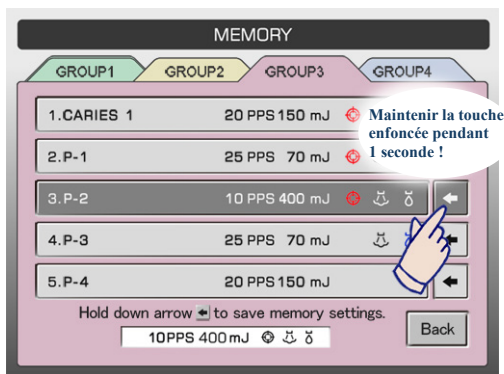 MEMORY
GROUP1 GROUP2 GROUP3 GROUP4
1.CARIES 1 20 PPS 150 mJ
Maintenir la touche
enfoncée pendant
1 seconde !
2.P-1 25 PPS 70 mJ
3.P-2 10 PPS 400 mJ
4.P-3 25 PPS 70 mJ
5.P-4 20 PPS 150 mJ
Hold down arrow to save memory settings.
10PPS 400mJ
Back